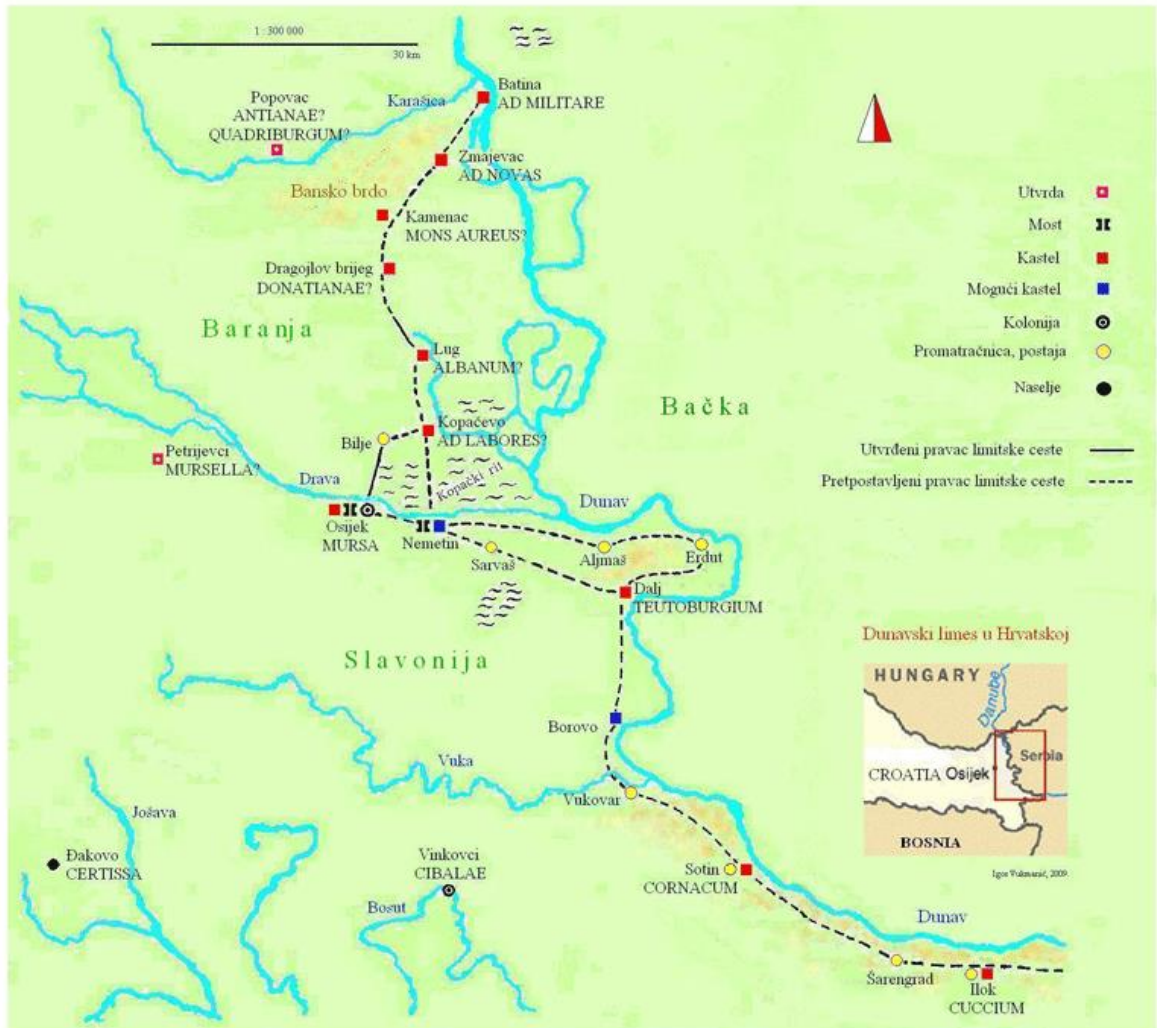 1 : 300 000
30 km
Batina
AD MILITARE
Karašica
Popovac
ANTIANAE?
QUADRIBURGUM?
Zmajevac
AD NOVAS
Bansko brdo
Kamenac
MONS AUREUS?
Dragojlov brijeg
DONATIANAE?
Baranja
Lug
ALBANUM?
Bačka
Kopačevo
AD LABORES?
Bilje
Petrijevci
MURSELLA?
Kopački rit
Drava
Dunav
Osijek
MURSA
Nemetin
Sarvaš
Aljmaš
Erdut
Dalj
TEUTOBURGIUM
Slavonija
Borovo
Vuka
Vukovar
Jošava
Đakovo
CERTISSA
Vinkovci
CIBALAE
Bosut
Sotin
CORNACUM
Dunav
Šarengrad
Ilok
CUCCIUM
Utvrda
Most
Kastel
Mogući kastel
Kolonija
Promatračnica, postaja
Naselje
Utvrđeni pravac limitske ceste
Pretpostavljeni pravac limitske ceste
Dunavski limes u Hrvatskoj
HUNGARY
Danube
Serbia
CROATIA Osijek
BOSNIA
Igor Vukmanić, 2009.